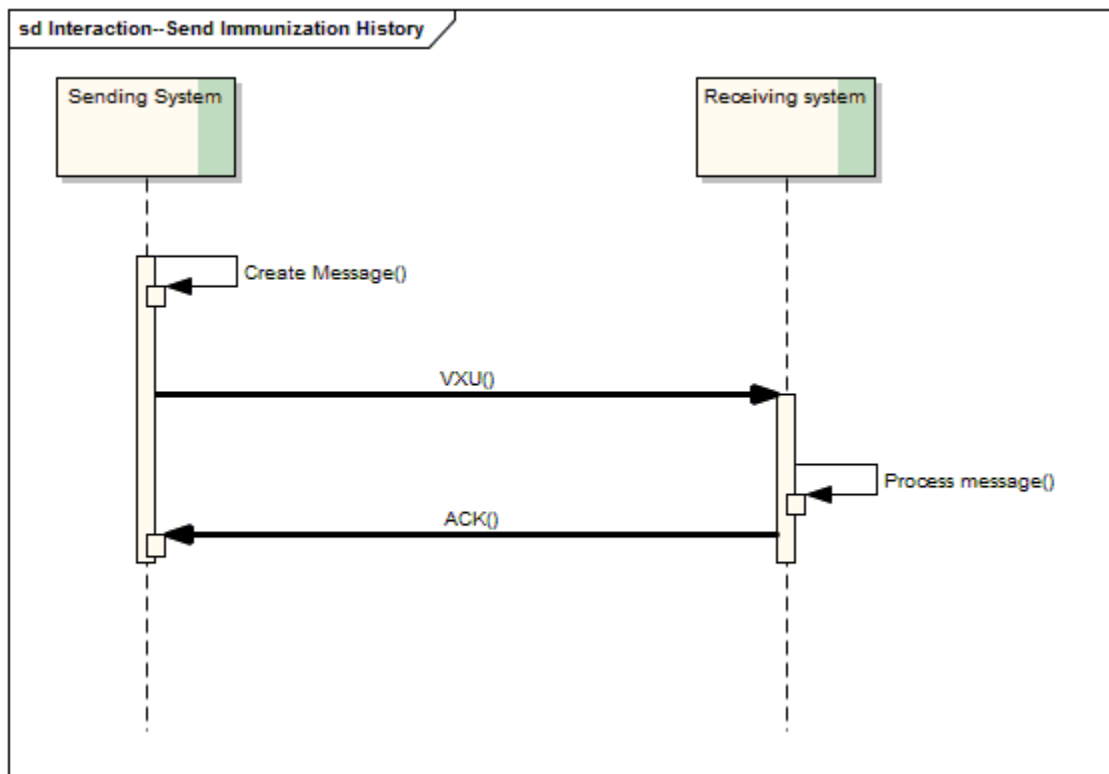 sd Interaction--Send Immunization History
Sending System
Receiving system
Create Message()
VXU()
Process message()
ACK()